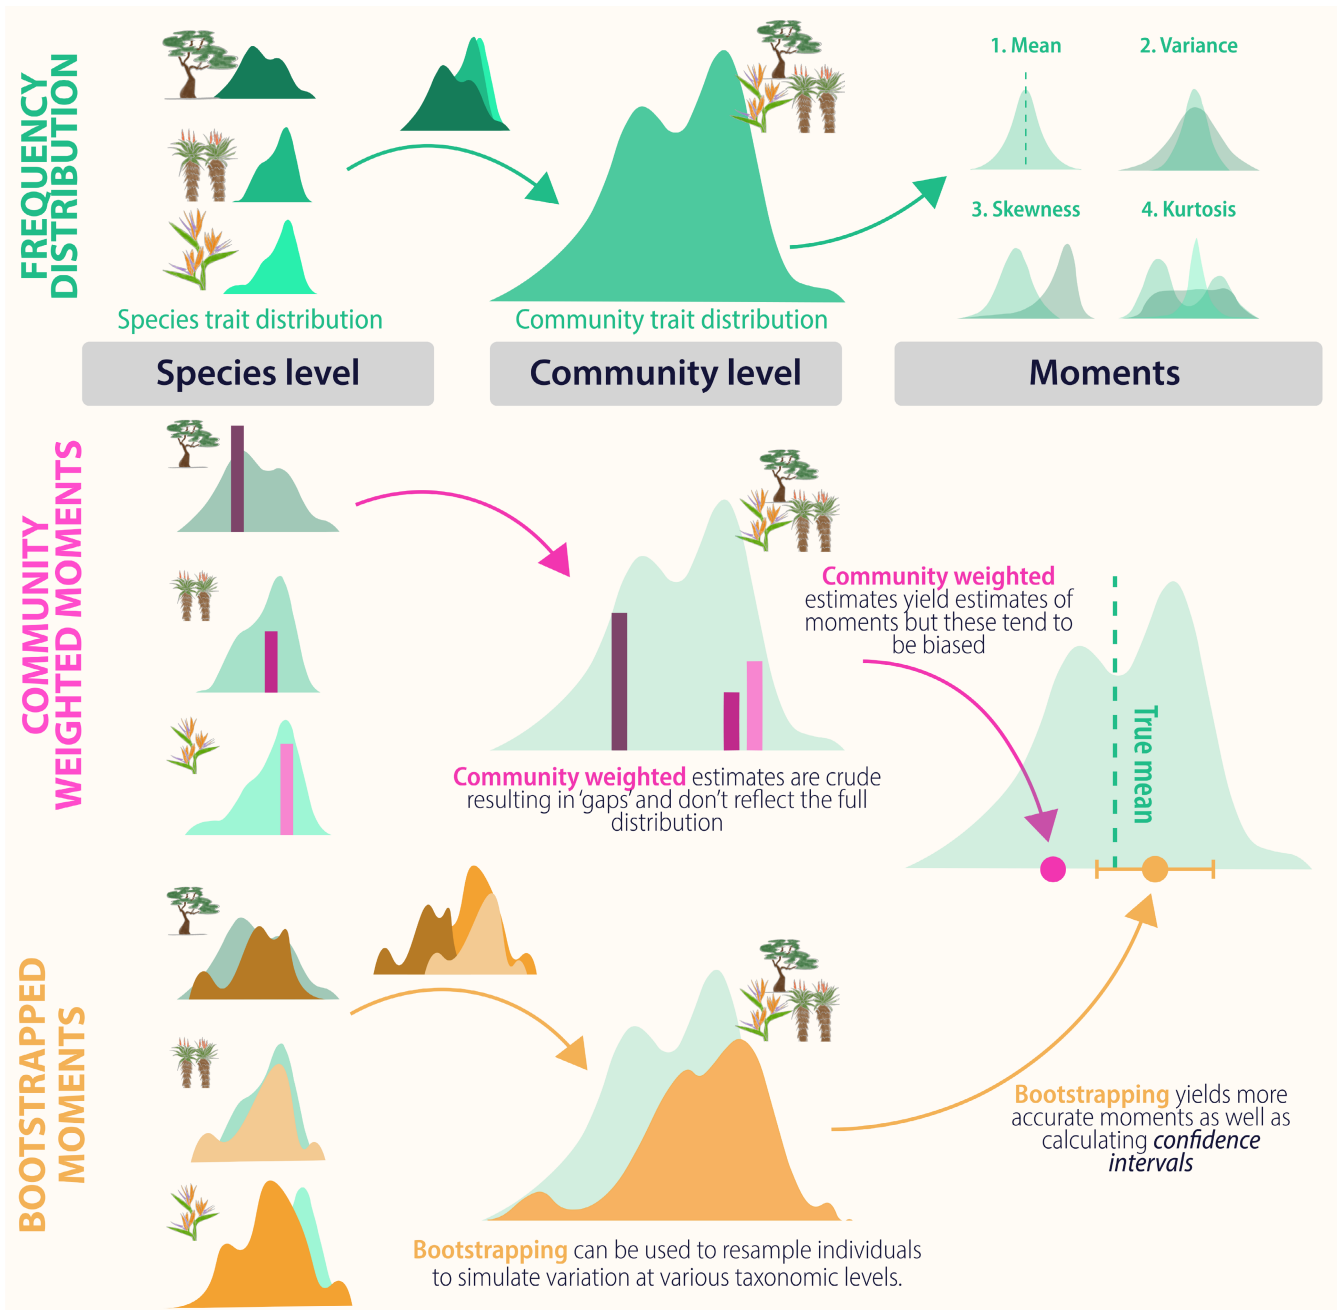 FREQUENCY
DISTRIBUTION
1. Mean
2. Variance
3. Skewness
4. Kurtosis
Species trait distribution
Community trait distribution
Species level
Community level
Moments
COMMUNITY
WEIGHTED MOMENTS
Community weighted estimates are crude
resulting in ‘gaps’ and don’t reflect the full
distribution
Community weighted
estimates yield estimates of
moments but these tend to
be biased
True mean
BOOTSTRAPPED
MOMENTS
Bootstrapping can be used to resample individuals
to simulate variation at various taxonomic levels.
Bootstrapping yields more
accurate moments as well as
calculating confidence
intervals